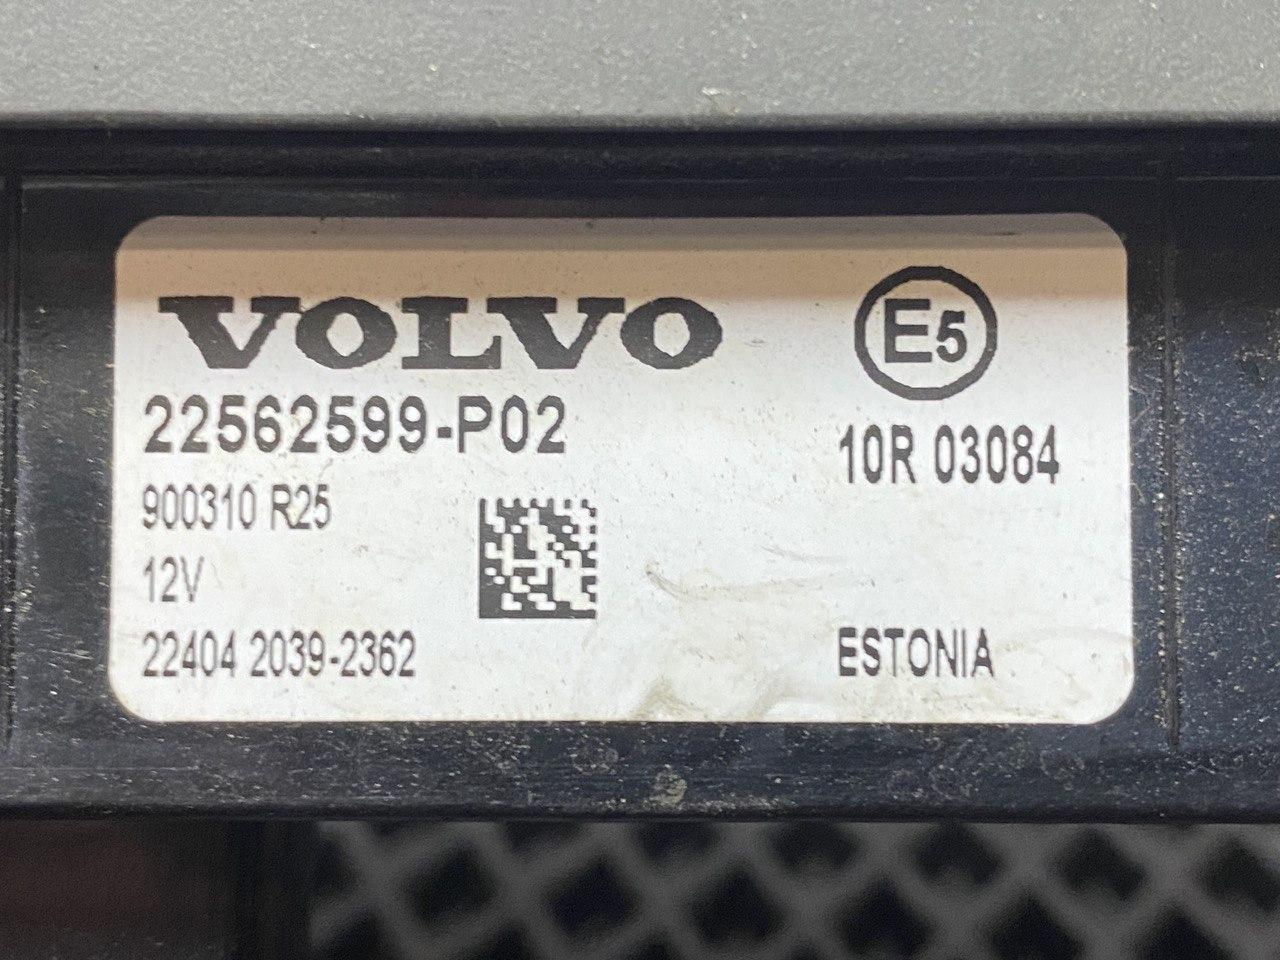 VOLVO
E5
22562599-P02
10R 03084
900310 R25
12V
22404 2039-2362
ESTONIA